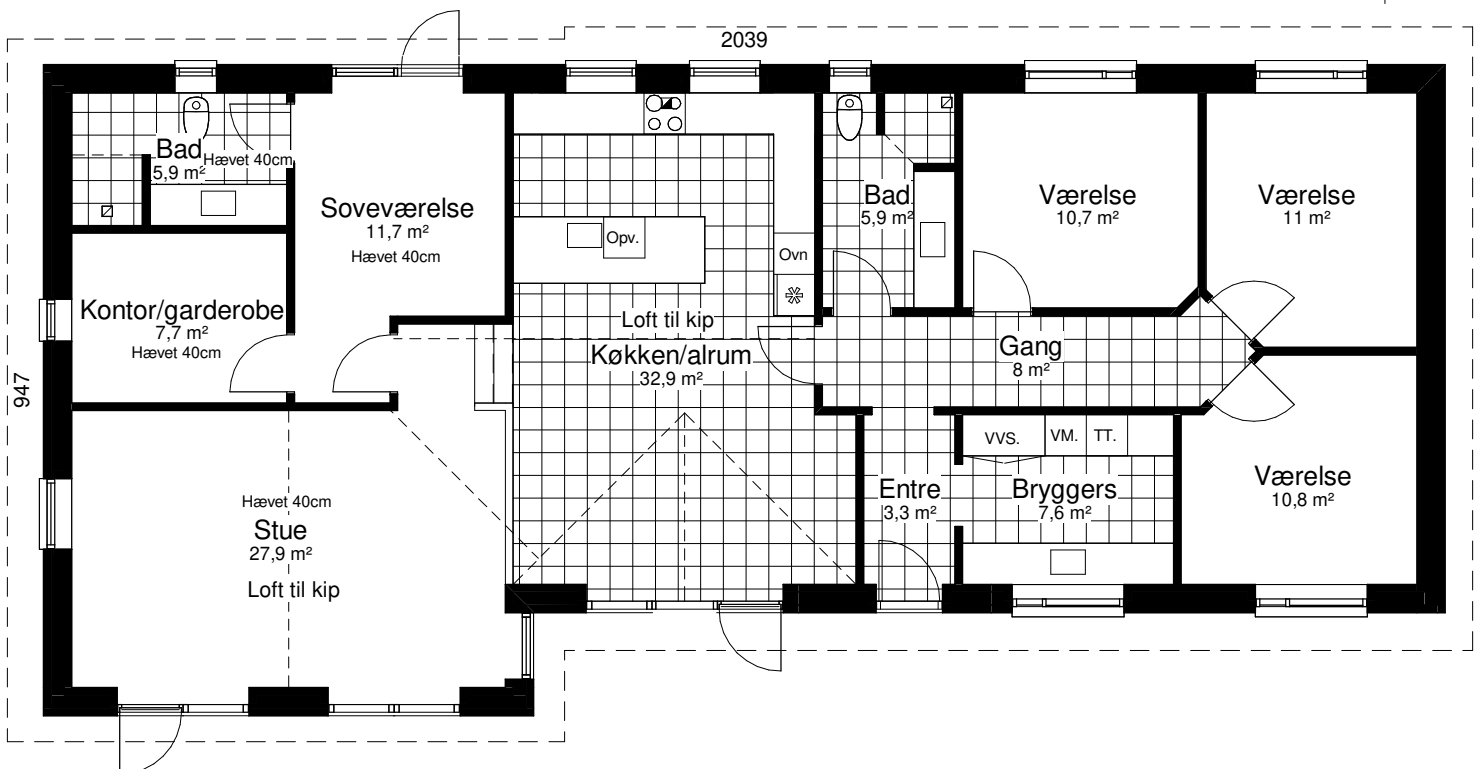 2039
947
Bad
5,9 m²
Hævet 40cm
Soveværelse
11,7 m²
Hævet 40cm
Kontor/garderobe
7,7 m²
Hævet 40cm
Hævet 40cm
Stue
27,9 m²
Loft til kip
Opv.
Ovn
Loft til kip
Køkken/alrum
32,9 m²
Bad
5,9 m²
Værelse
10,7 m²
Værelse
11 m²
Gang
8 m²
Entre
3,3 m²
VVS.
VM.
TT.
Bryggers
7,6 m²
Værelse
10,8 m²